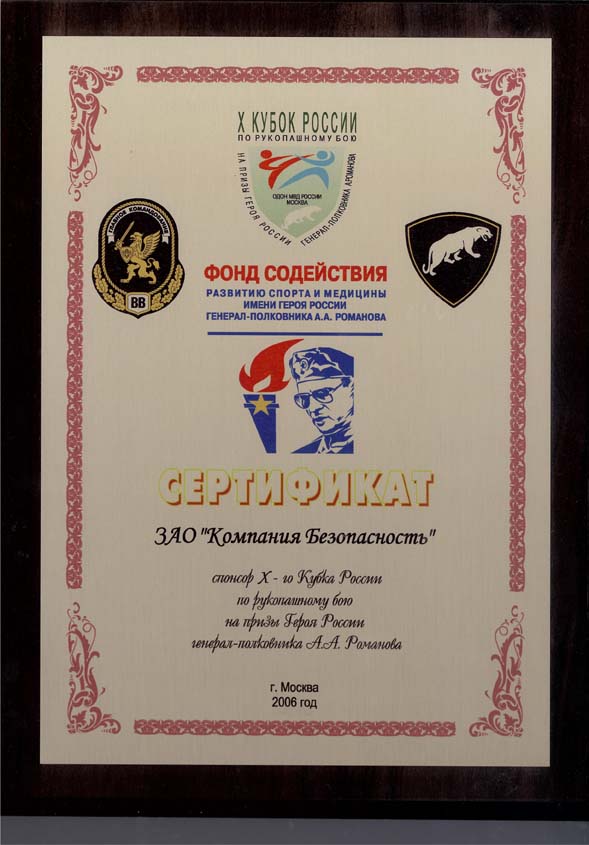 X КУБОК РОССИИ
ПО РУКОПАШНОМУ БОЮ
НА ПРИЗЫ ГЕРОЯ РОССИИ ГЕНЕРАЛ-ПОЛКОВНИКА А.РОМАНОВА
ОДОН МВД РОССИИ
МОСКВА
ГЛАВНОЕ КОМАНДОВАНИЕ
ВВ
ФОНД СОДЕЙСТВИЯ
РАЗВИТИЮ СПОРТА И МЕДИЦИНЫ
ИМЕНИ ГЕРОЯ РОССИИ
ГЕНЕРАЛ-ПОЛКОВНИКА А.А. РОМАНОВА
СЕРТИФИКАТ
ЗАО "Компания Безопасность"
спонсор X - го Кубка России
по рукопашному бою
на призы Героя России
генерал-полковника А.А. Романова
г. Москва
2006 год